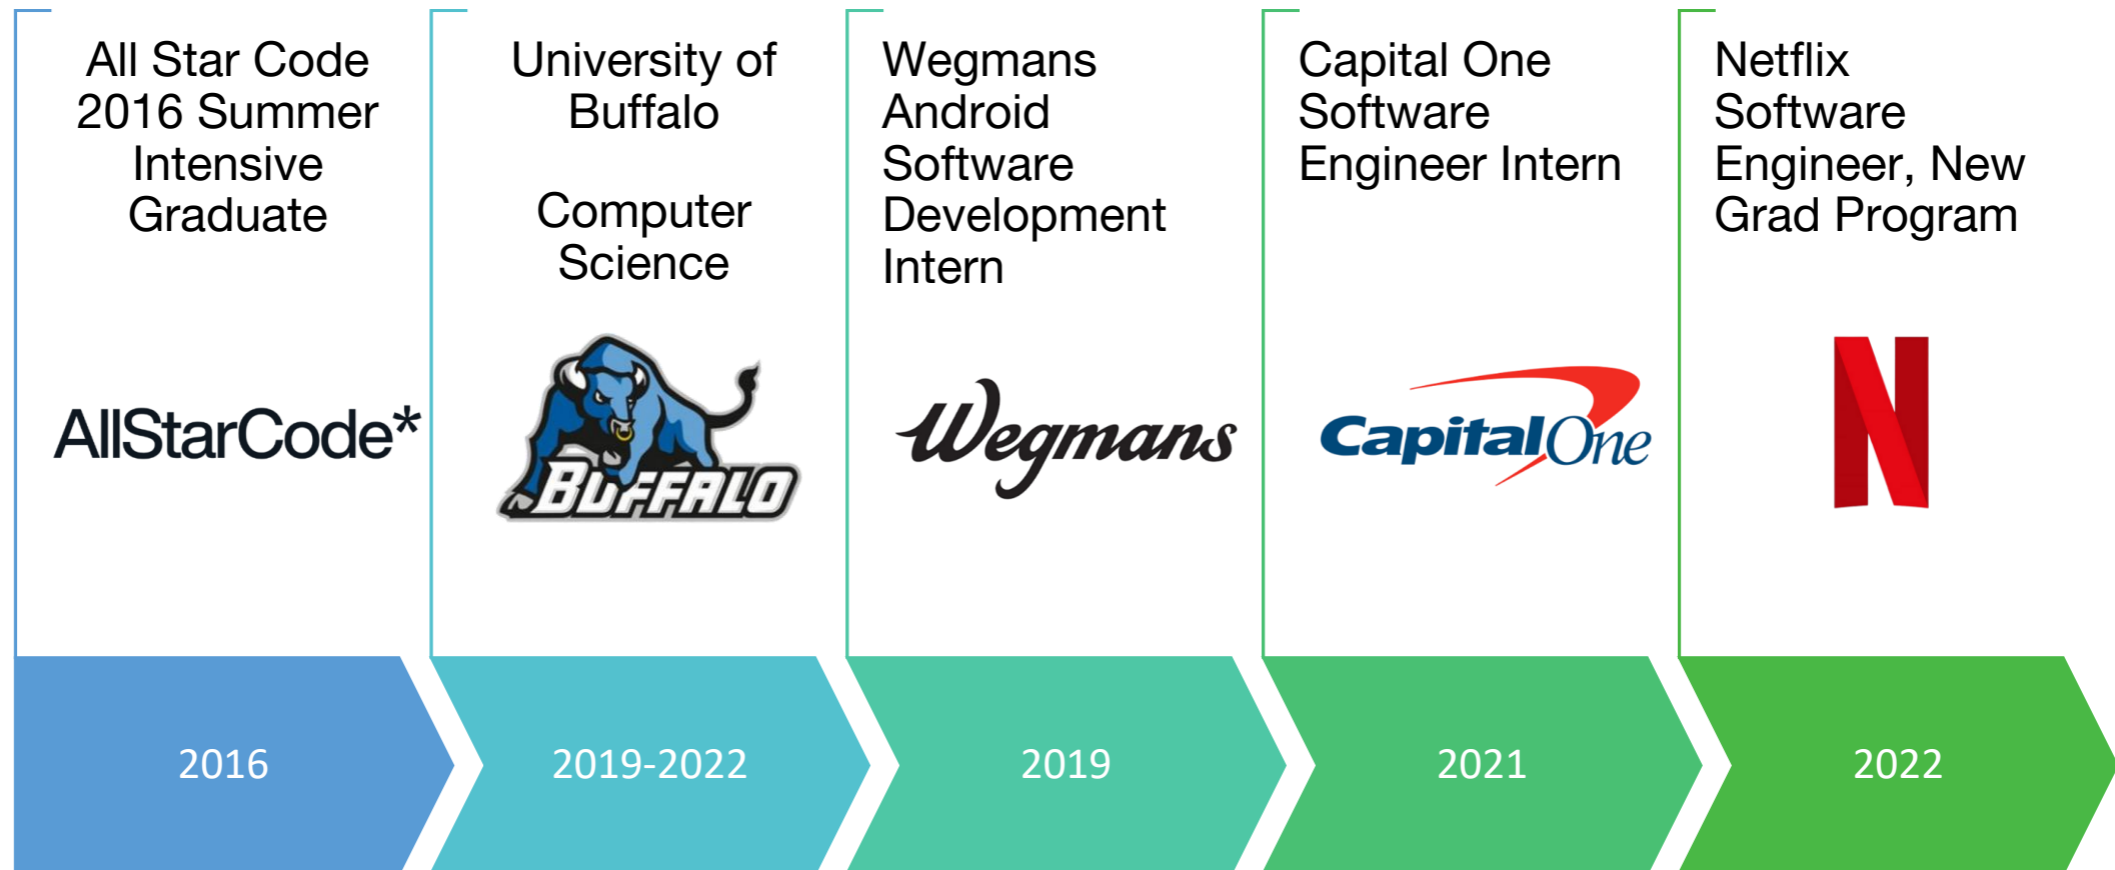 All Star Code
2016 Summer
Intensive
Graduate
AllStarCode*
2016
University of
Buffalo
Computer
Science
BUFFALO
2019-2022
Wegmans
Android
Software
Development
Intern
Wegmans
2019
Capital One
Software
Engineer Intern
CapitalOne
2021
Netflix
Software
Engineer, New
Grad Program
N
2022